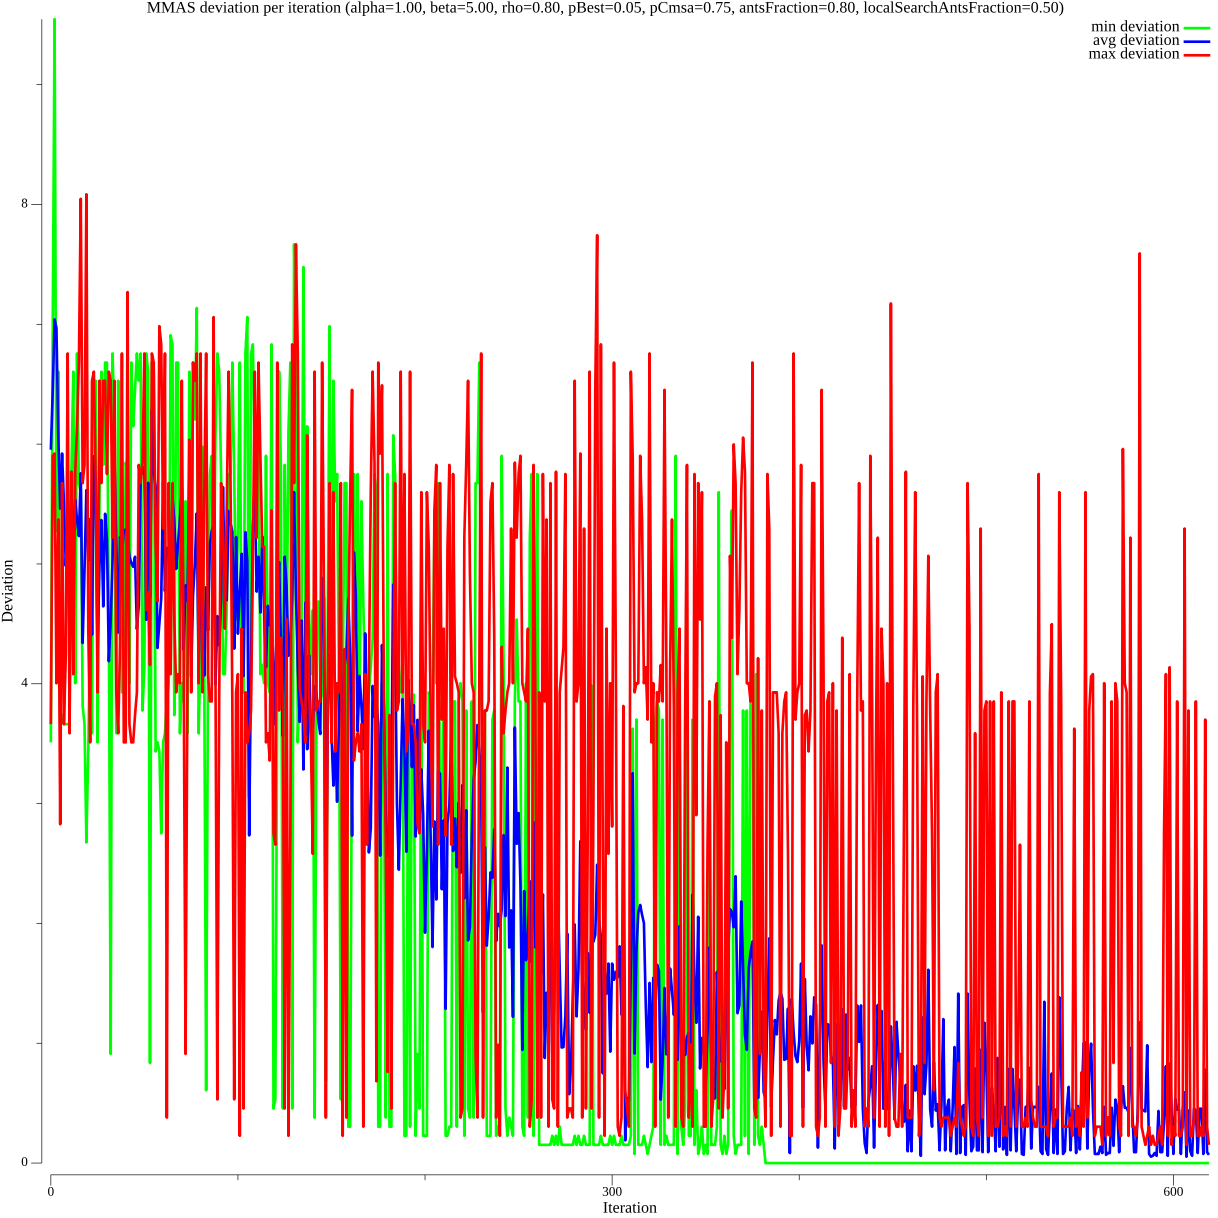 MMAS deviation per iteration (alpha=1.00, beta=5.00, rho=0.80, pBest=0.05, pCmsa=0.75, antsFraction=0.80, localSearchAntsFraction=0.50)
min deviation
avg deviation
max deviation
8
4
0
Deviation
0
300
600
Iteration